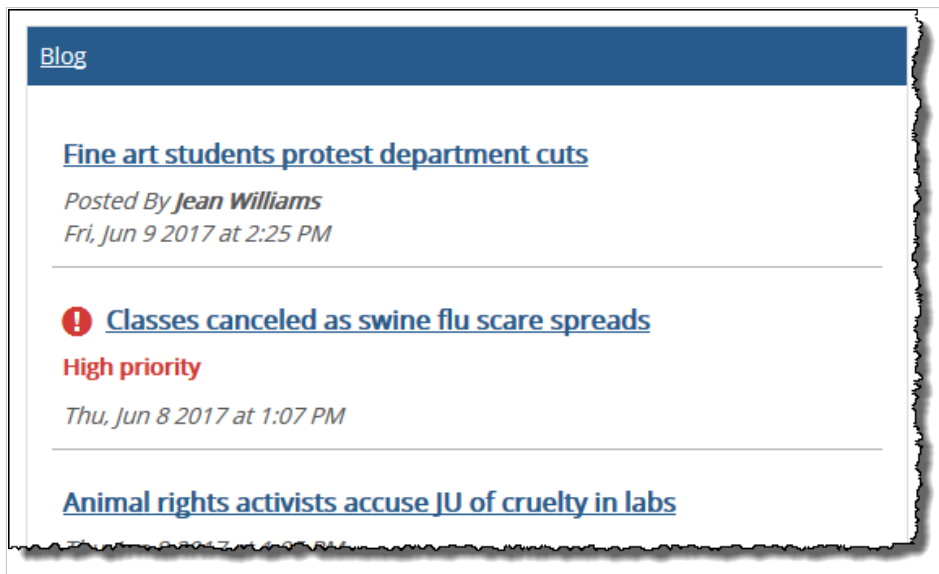 Blog
Fine art students protest department cuts
Posted By Jean Williams
Fri, Jun 9 2017 at 2:25 PM
Classes canceled as swine flu scare spreads
High priority
Thu, Jun 8 2017 at 1:07 PM
Animal rights activists accuse JU of cruelty in labs